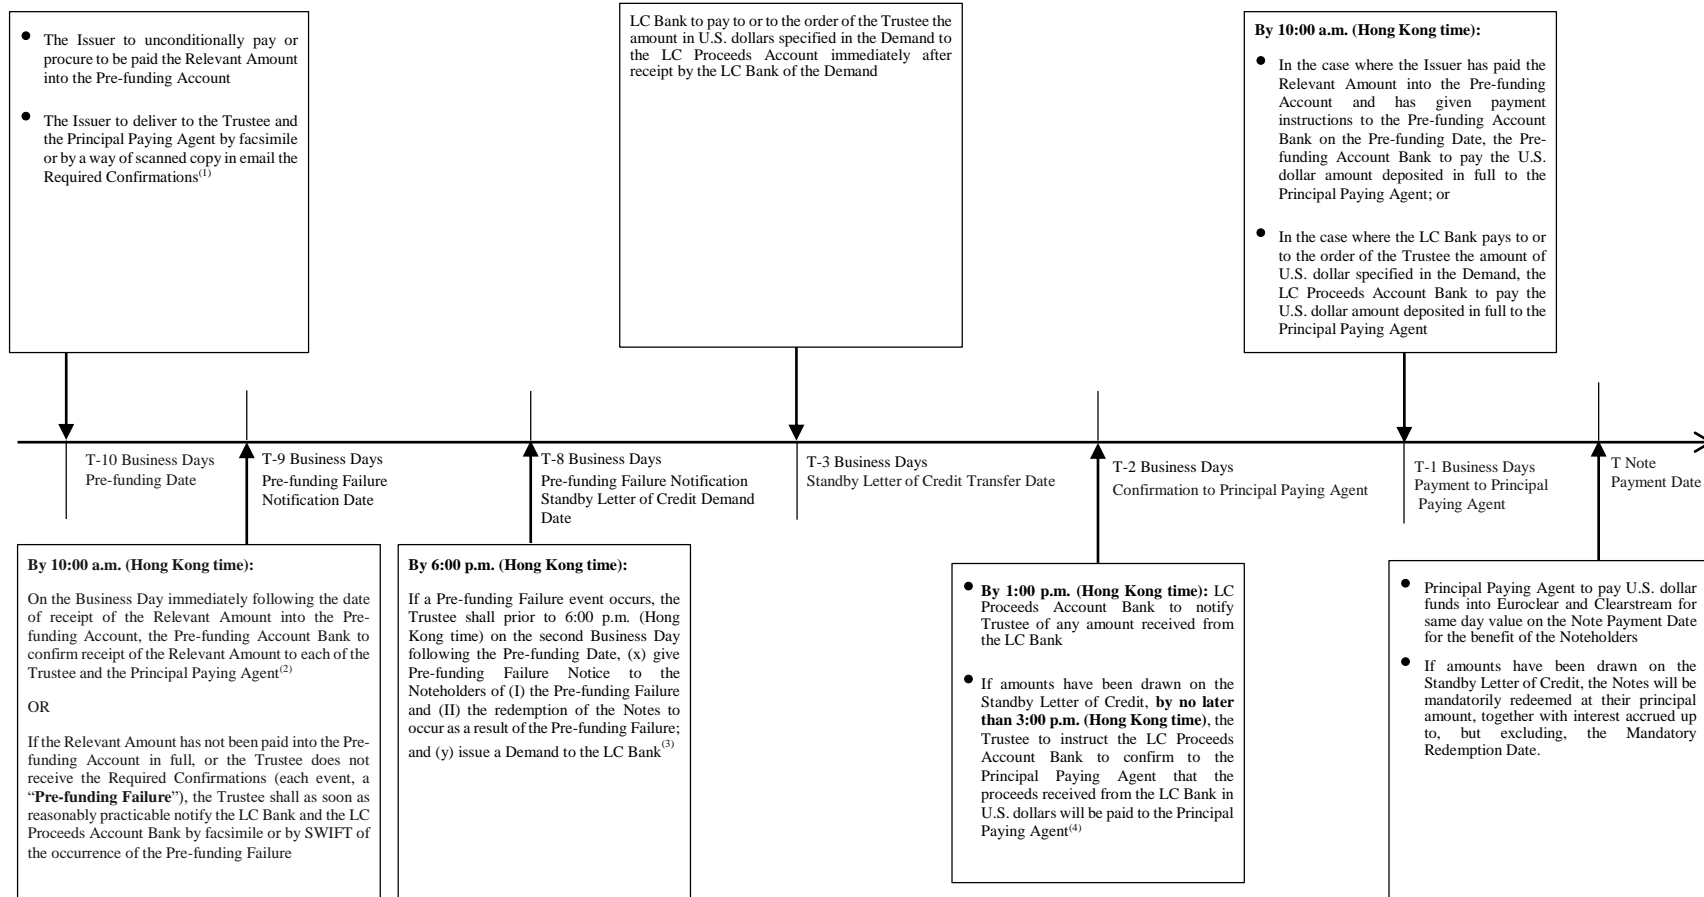 ● The Issuer to unconditionally pay or
procure to be paid the Relevant Amount
into the Pre-funding Account
● The Issuer to deliver to the Trustee and
the Principal Paying Agent by facsimile
or by a way of scanned copy in email the
Required Confirmations(1)
LC Bank to pay to or to the order of the Trustee the
amount in U.S. dollars specified in the Demand to
the LC Proceeds Account immediately after
receipt by the LC Bank of the Demand
By 10:00 a.m. (Hong Kong time):
● In the case where the Issuer has paid the
Relevant Amount into the Pre-funding
Account and has given payment
instructions to the Pre-funding Account
Bank on the Pre-funding Date, the Pre-
funding Account Bank to pay the U.S.
dollar amount deposited in full to the
Principal Paying Agent; or
● In the case where the LC Bank pays to or
to the order of the Trustee the amount of
U.S. dollar specified in the Demand, the
LC Proceeds Account Bank to pay the
U.S. dollar amount deposited in full to the
Principal Paying Agent
T-10 Business Days
Pre-funding Date
T-9 Business Days
Pre-funding Failure
Notification Date
T-8 Business Days
Pre-funding Failure Notification
Standby Letter of Credit Demand
Date
T-3 Business Days
Standby Letter of Credit Transfer Date
T-2 Business Days
Confirmation to Principal Paying Agent
T-1 Business Days
Payment to Principal
Paying Agent
T Note
Payment Date
By 10:00 a.m. (Hong Kong time):
On the Business Day immediately following the date
of receipt of the Relevant Amount into the Pre-
funding Account, the Pre-funding Account Bank to
confirm receipt of the Relevant Amount to each of the
Trustee and the Principal Paying Agent(2)
OR
If the Relevant Amount has not been paid into the Pre-
funding Account in full, or the Trustee does not
receive the Required Confirmations (each event, a
“Pre-funding Failure”), the Trustee shall as soon as
reasonably practicable notify the LC Bank and the LC
Proceeds Account Bank by facsimile or by SWIFT of
the occurrence of the Pre-funding Failure
By 6:00 p.m. (Hong Kong time):
If a Pre-funding Failure event occurs, the
Trustee shall prior to 6:00 p.m. (Hong
Kong time) on the second Business Day
following the Pre-funding Date, (x) give
Pre-funding Failure Notice to the
Noteholders of (I) the Pre-funding Failure
and (II) the redemption of the Notes to
occur as a result of the Pre-funding Failure;
and (y) issue a Demand to the LC Bank(3)
● By 1:00 p.m. (Hong Kong time): LC
Proceeds Account Bank to notify
Trustee of any amount received from
the LC Bank
● If amounts have been drawn on the
Standby Letter of Credit, by no later
than 3:00 p.m. (Hong Kong time), the
Trustee to instruct the LC Proceeds
Account Bank to confirm to the
Principal Paying Agent that the
proceeds received from the LC Bank in
U.S. dollars will be paid to the Principal
Paying Agent(4)
● Principal Paying Agent to pay U.S. dollar
funds into Euroclear and Clearstream for
same day value on the Note Payment Date
for the benefit of the Noteholders
● If amounts have been drawn on the
Standby Letter of Credit, the Notes will be
mandatorily redeemed at their principal
amount, together with interest accrued up
to, but excluding, the Mandatory
Redemption Date.